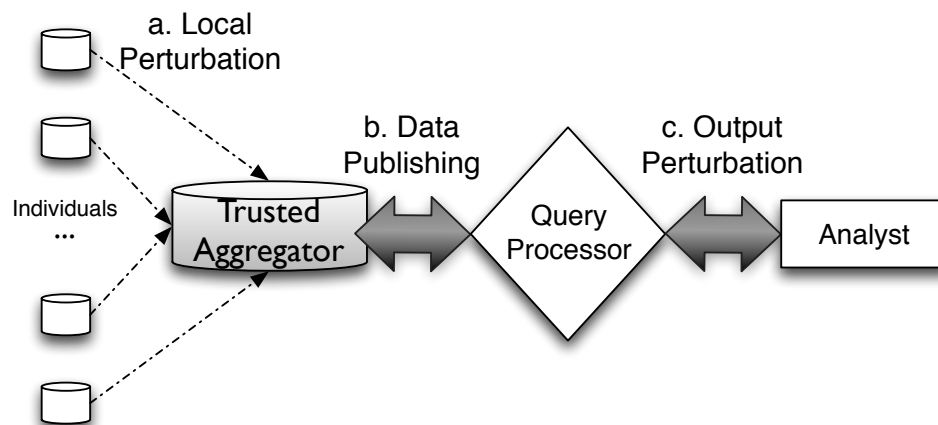 a. Local
Perturbation
b. Data
Publishing
c. Output
Perturbation
Individuals
...
Trusted
Aggregator
Query
Processor
Analyst